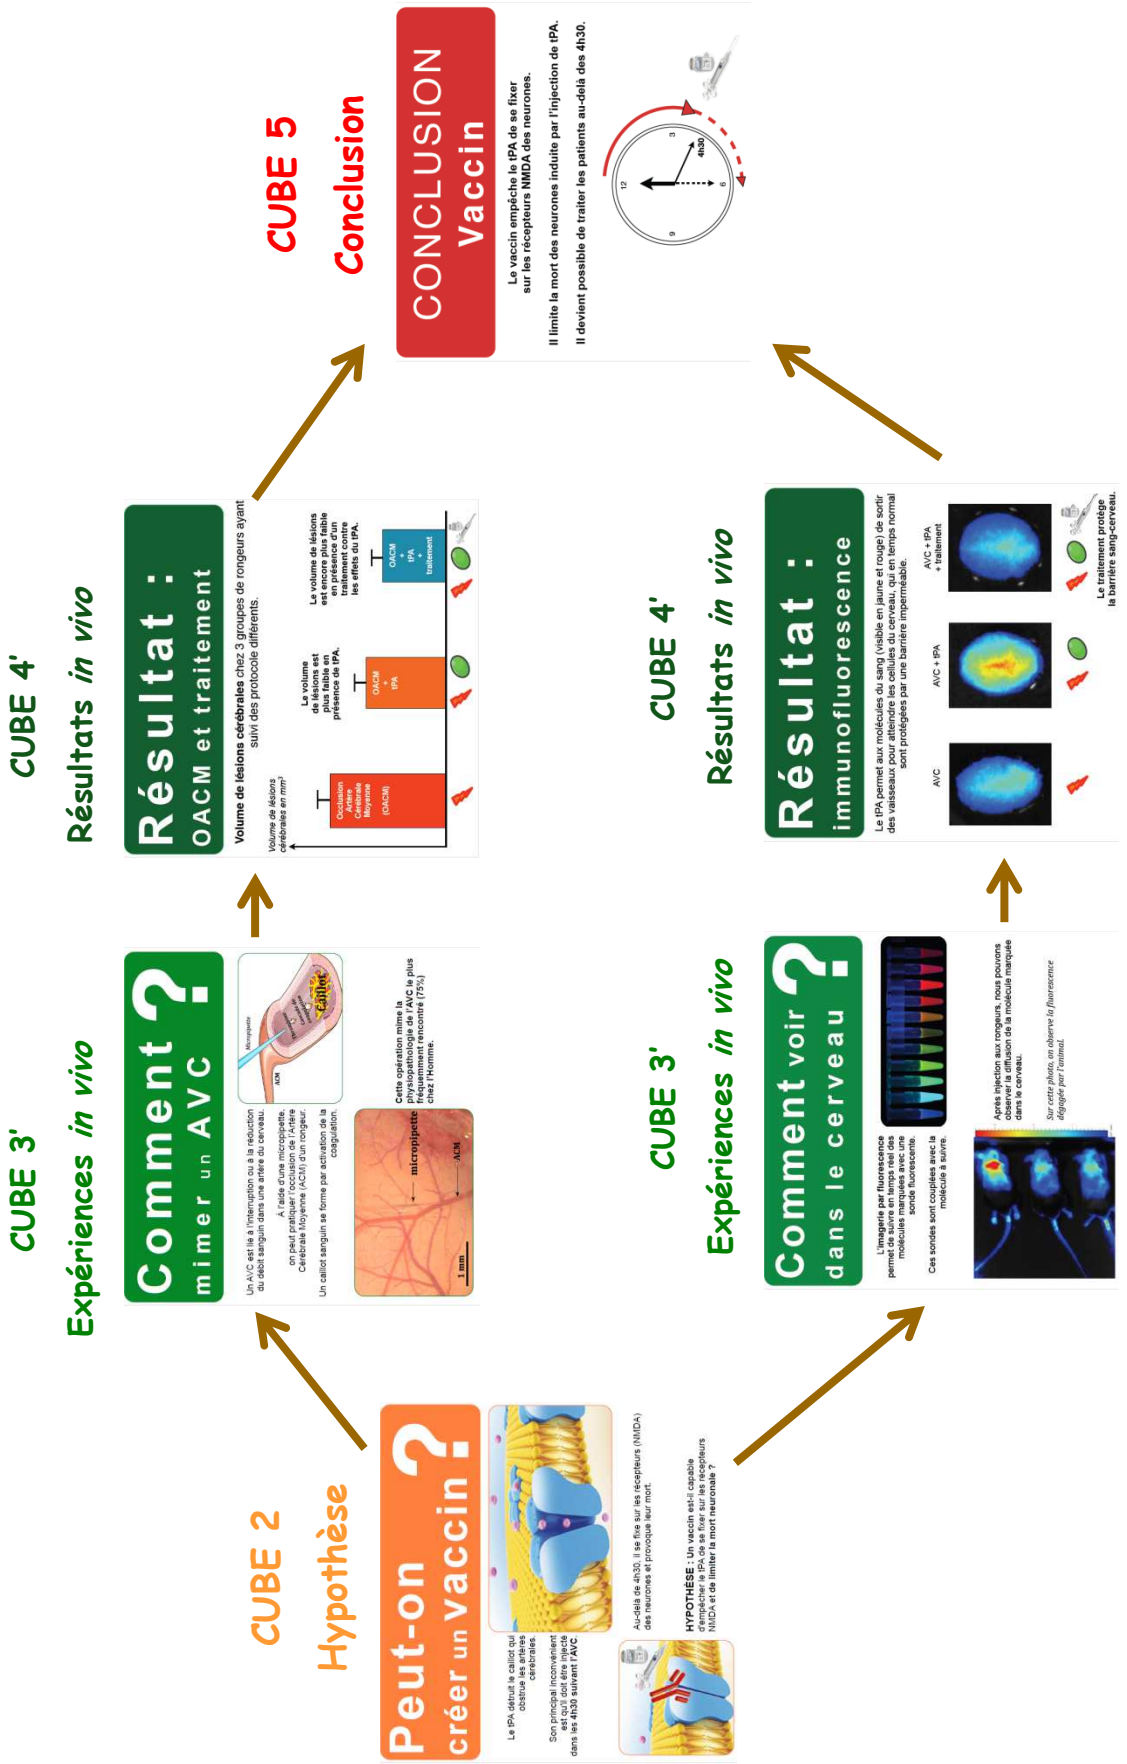 CUBE 2
Hypothèse
Peut-on
créer un vaccin ?
Le tPA détruit le caillot qui
obstrue les artères
cérébrales.
Son principal inconvénient
est qu'il doit être injecté
dans les 4h30 suivant l'AVC.
Au-delà de 4h30, il se fixe sur les récepteurs (NMDA)
des neurones et provoque leur mort.
HYPOTHÈSE : Un vaccin est-il capable
d'empêcher le tPA de se fixer sur les récepteurs
NMDA et de limiter la mort neuronale ?
CUBE 3'
Expériences in vivo
Comment ?
mimer un AVC
Un AVC est lié à l'interruption ou à la réduction
du débit sanguin dans une artère du cerveau.
À l'aide d'une micropipette,
on peut pratiquer l'occlusion de l'Artère
Cérébrale Moyenne (ACM) d'un rongeur.
Un caillot sanguin se forme par activation de la
coagulation.
Micropipette
ACM
Thrombine
Cascade de
coagulation
Caillot
micropipette
ACM
1 mm
Cette opération mime la
physiopathologie de l'AVC le plus
fréquemment rencontré (75%)
chez l'Homme.
CUBE 4'
Résultats in vivo
Résultat :
OACM et traitement
Volume de lésions cérébrales chez 3 groupes de rongeurs ayant
suivi des protocole différents.
Volume de lésions
cérébrales en mm³
Occlusion
Artère
Cérébrale
Moyenne
(OACM)
Le volume
de lésions est
plus faible en
présence de tPA.
OACM
+
tPA
Le volume de lésions
est encore plus faible
en présence d'un
traitement contre
les effets du tPA.
OACM
+
tPA
+
traitement
CUBE 3'
Expériences in vivo
Comment voir
dans le cerveau ?
L'imagerie par fluorescence
permet de suivre en temps réel des
molécules marquées avec une
sonde fluorescente.
Ces sondes sont couplées avec la
molécule à suivre.
Après injection aux rongeurs, nous pouvons
observer la diffusion de la molécule marquée
dans le cerveau.
Sur cette photo, on observe la fluorescence
dégagée par l'animal.
CUBE 4'
Résultats in vivo
Résultat :
immunofluorescence
Le tPA permet aux molécules du sang (visible en jaune et rouge) de sortir
des vaisseaux pour atteindre les cellules du cerveau, qui en temps normal
sont protégées par une barrière imperméable.
AVC
AVC + tPA
AVC + tPA
+ traitement
Le traitement protège
la barrière sang-cerveau.
CUBE 5
Conclusion
CONCLUSION
Vaccin
Le vaccin empêche le tPA de se fixer
sur les récepteurs NMDA des neurones.
Il limite la mort des neurones induite par l'injection de tPA.
Il devient possible de traiter les patients au-delà des 4h30.
12
3
6
9
4h30